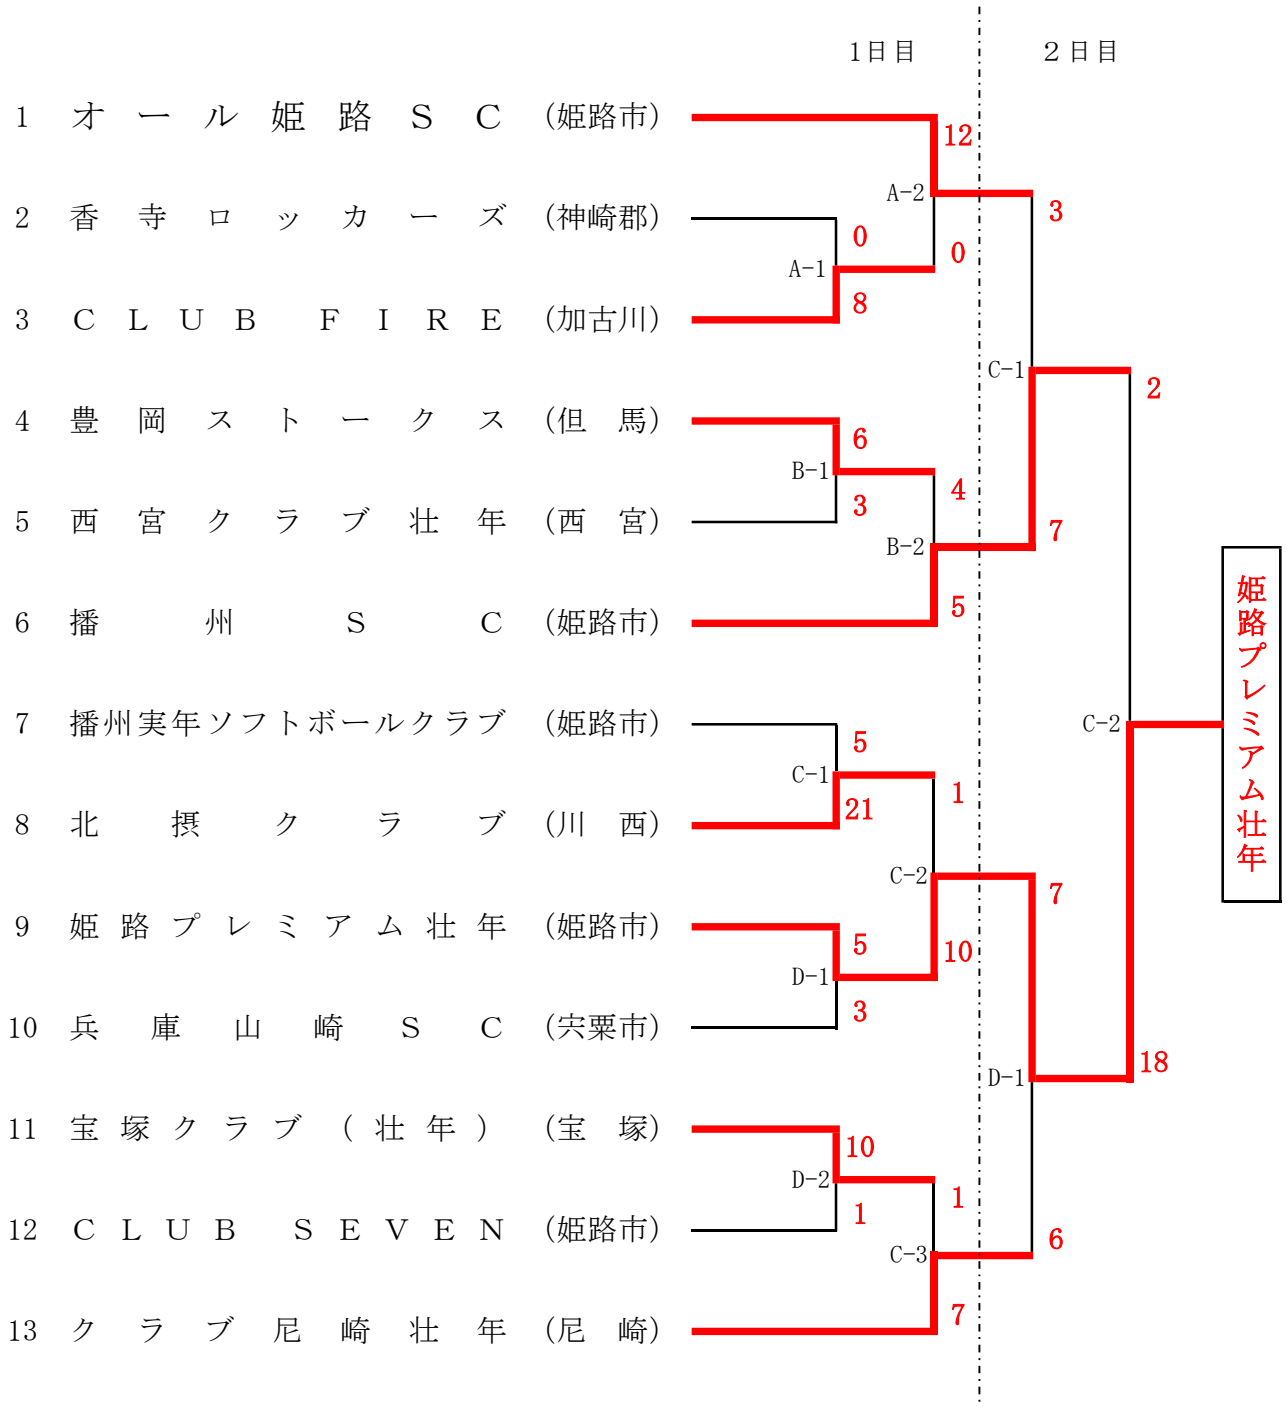 1日目 2日目
1 オール姫路SC (姫路市)
12
A-2
3
2 香寺ロッカーズ (神崎郡)
0
0
A-1
8
3 CLUB FIRE (加古川)
C-1
2
4 豊岡ストークス (但馬)
6
B-1
4
3
5 西宮クラブ壮年 (西宮)
7
B-2
5
6 播州SC (姫路市)
姫路プレミアム壮年
7 播州実年ソフトボールクラブ (姫路市)
C-2
5
C-1
1
21
8 北摂クラブ (川西)
C-2
7
9 姫路プレミアム壮年 (姫路市)
5
10
D-1
3
10 兵庫山崎SC (宍粟市)
18
D-1
11 宝塚クラブ(壮年) (宝塚)
10
D-2
1
1
12 CLUB SEVEN (姫路市)
6
C-3
7
13 クラブ尼崎壮年 (尼崎)